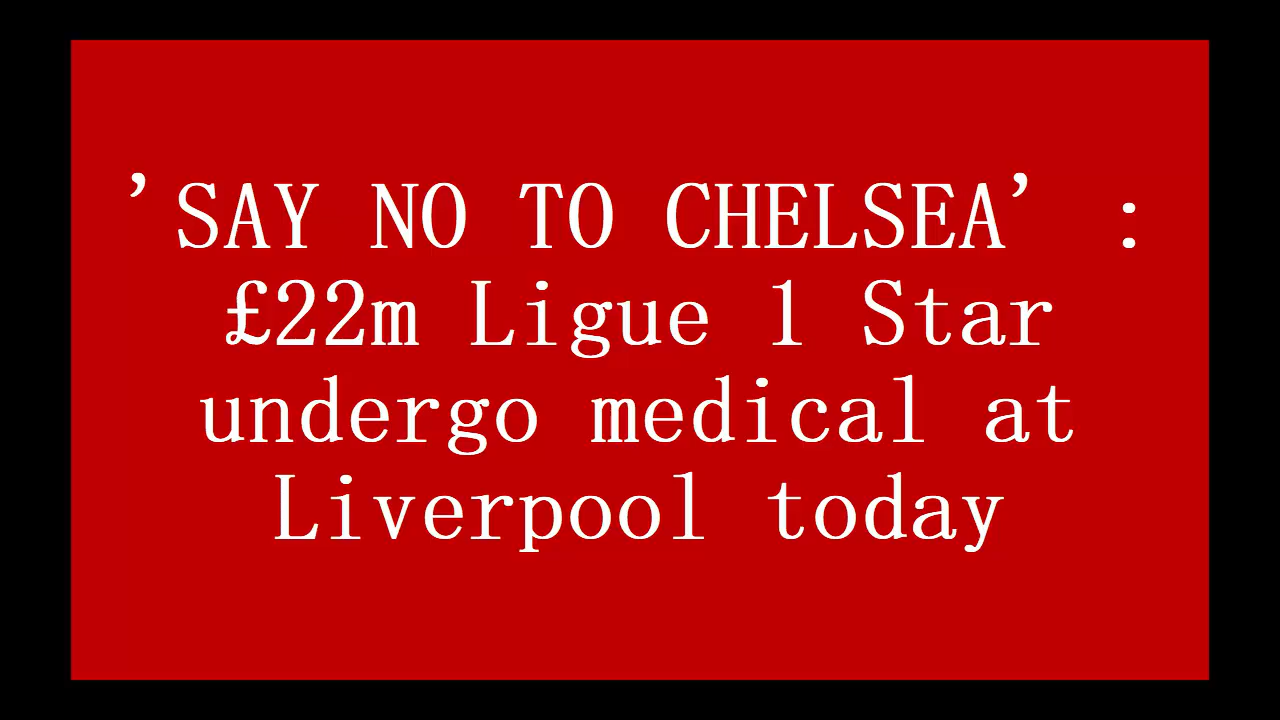 ’SAY NO TO CHELSEA’ :
£22m Ligue 1 Star
undergo medical at
Liverpool today